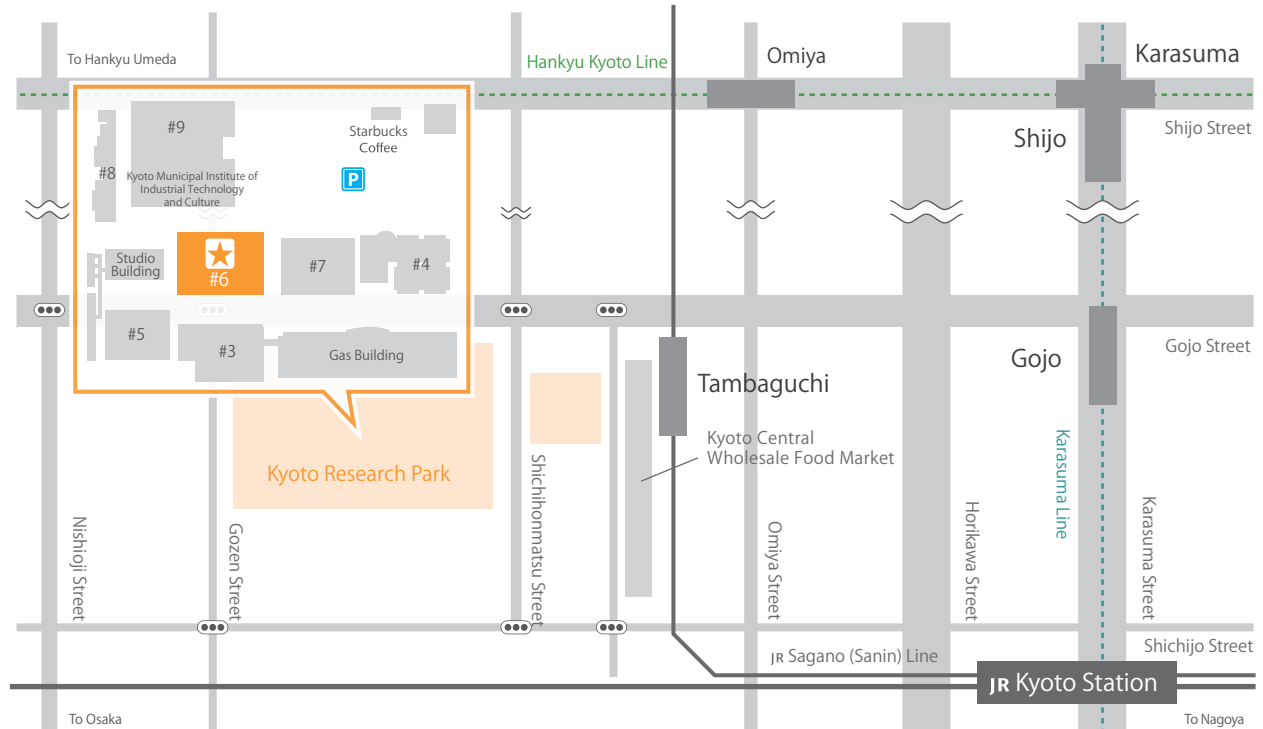 To Hankyu Umeda
Hankyu Kyoto Line
Omiya
Karasuma
Shijo
Shijo Street
#9
Starbucks
Coffee
#8
Kyoto Municipal Institute of
Industrial Technology
and Culture
P
Studio
Building
#6
#7
#4
#5
#3
Gas Building
Gojo Street
Gojo
Tambaguchi
Kyoto Central
Wholesale Food Market
Kyoto Research Park
Nishioji Street
Gozen Street
Shichihonmatsu Street
Omiya Street
Horikawa Street
Karasuma Line
Karasuma Street
Shichijo Street
JR Sagano (Sanin) Line
JR Kyoto Station
To Osaka
To Nagoya